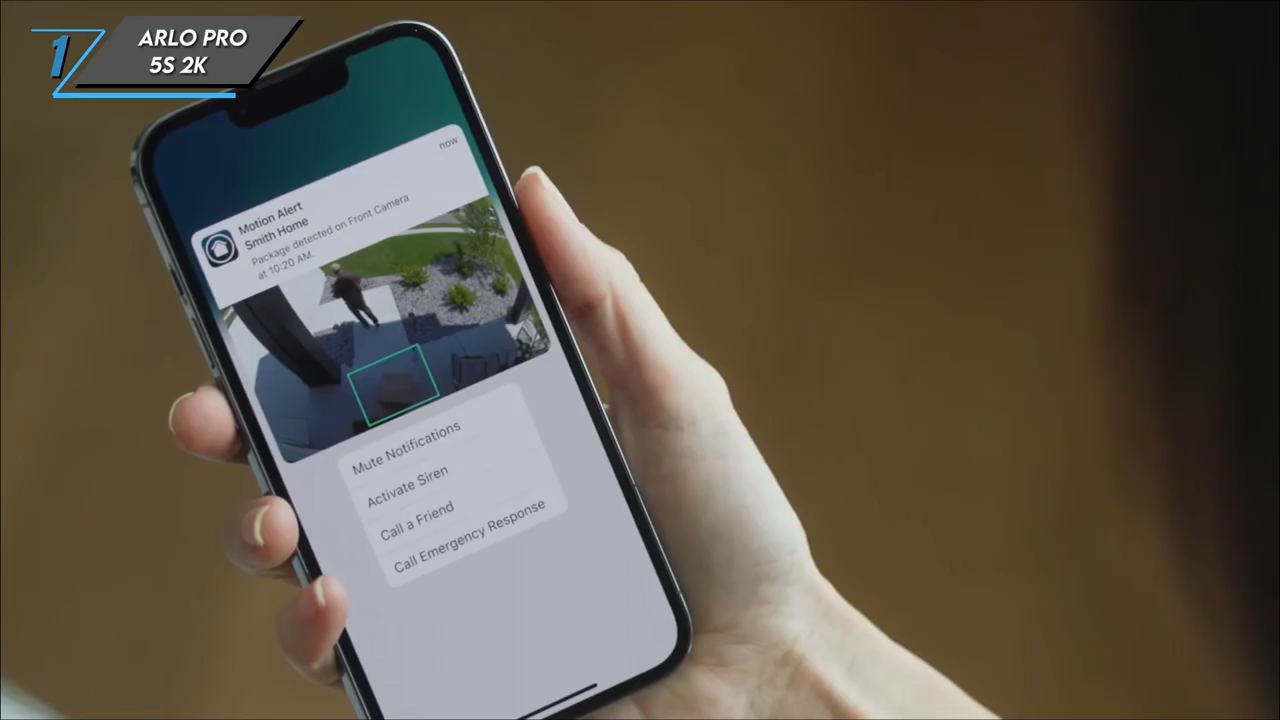 1
ARLO PRO
5S 2K
now
Motion Alert
Smith Home
Package detected on Front Camera
at 10:20 AM.
Mute Notifications
Activate Siren
Call a Friend
Call Emergency Response